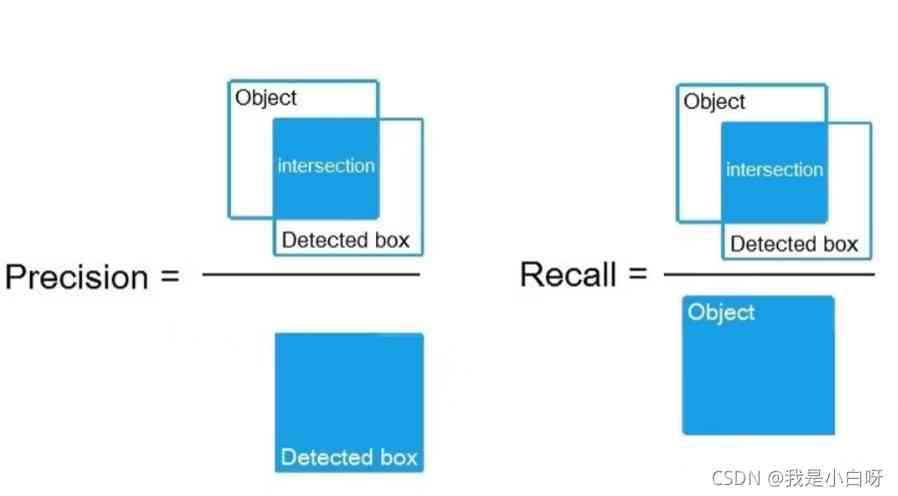 Object
intersection
Detected box
Precision =
Detected box
Object
intersection
Detected box
Recall =
Object
CSDN @我是小白呀